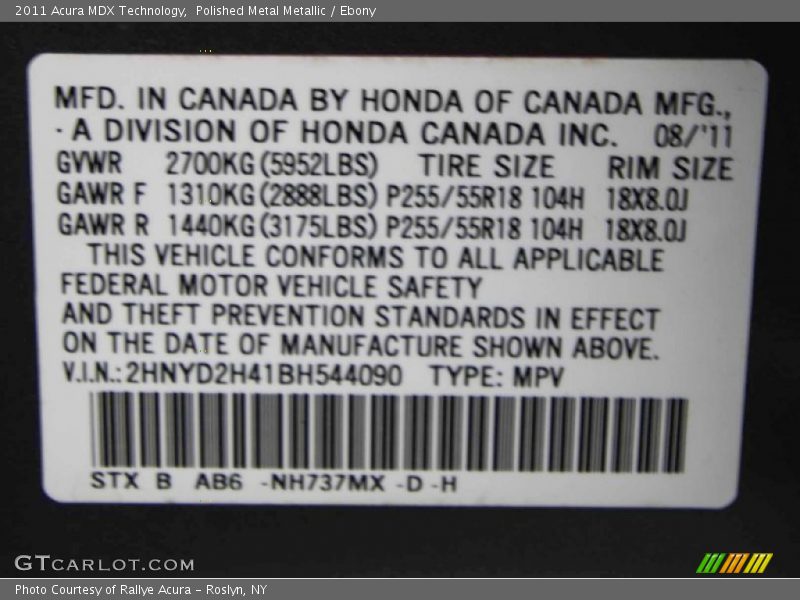 2011 Acura MDX Technology,  Polished Metal Metallic / Ebony
MFD. IN CANADA BY HONDA OF CANADA MFG.,
- A DIVISION OF HONDA CANADA INC.  08/'11
GVWR  2700KG(5952LBS)  TIRE SIZE  RIM SIZE
GAWR F  1310KG(2888LBS) P255/55R18 104H  18X8.0J
GAWR R  1440KG(3175LBS) P255/55R18 104H  18X8.0J
THIS VEHICLE CONFORMS TO ALL APPLICABLE
FEDERAL MOTOR VEHICLE SAFETY
AND THEFT PREVENTION STANDARDS IN EFFECT
ON THE DATE OF MANUFACTURE SHOWN ABOVE.
V.I.N.: 2HNYD2H41BH544090  TYPE: MPV
STX  B  AB6  -NH737MX -D -H
GTCARLOT.COM
Photo Courtesy of Rallye Acura - Roslyn, NY